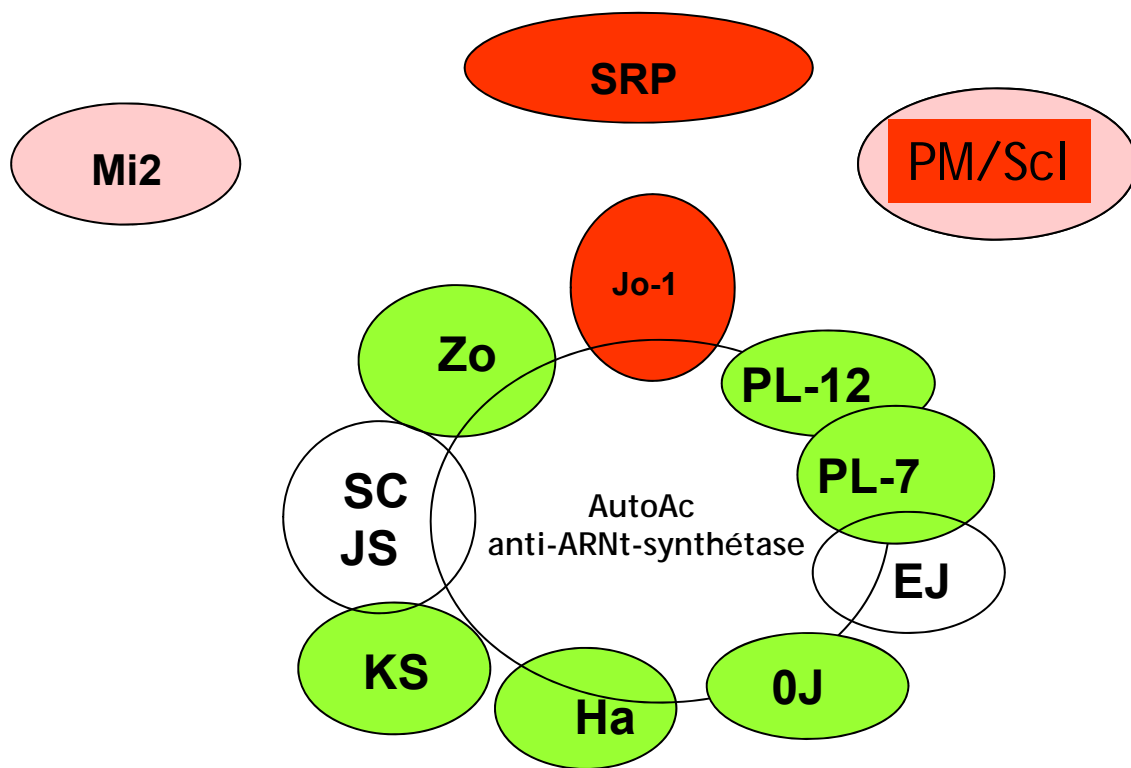 SRP
Mi2
PM/Scl
Jo-1
Zo
PL-12
PL-7
SC
JS
AutoAc
anti-ARNt-synthétase
EJ
KS
0J
Ha